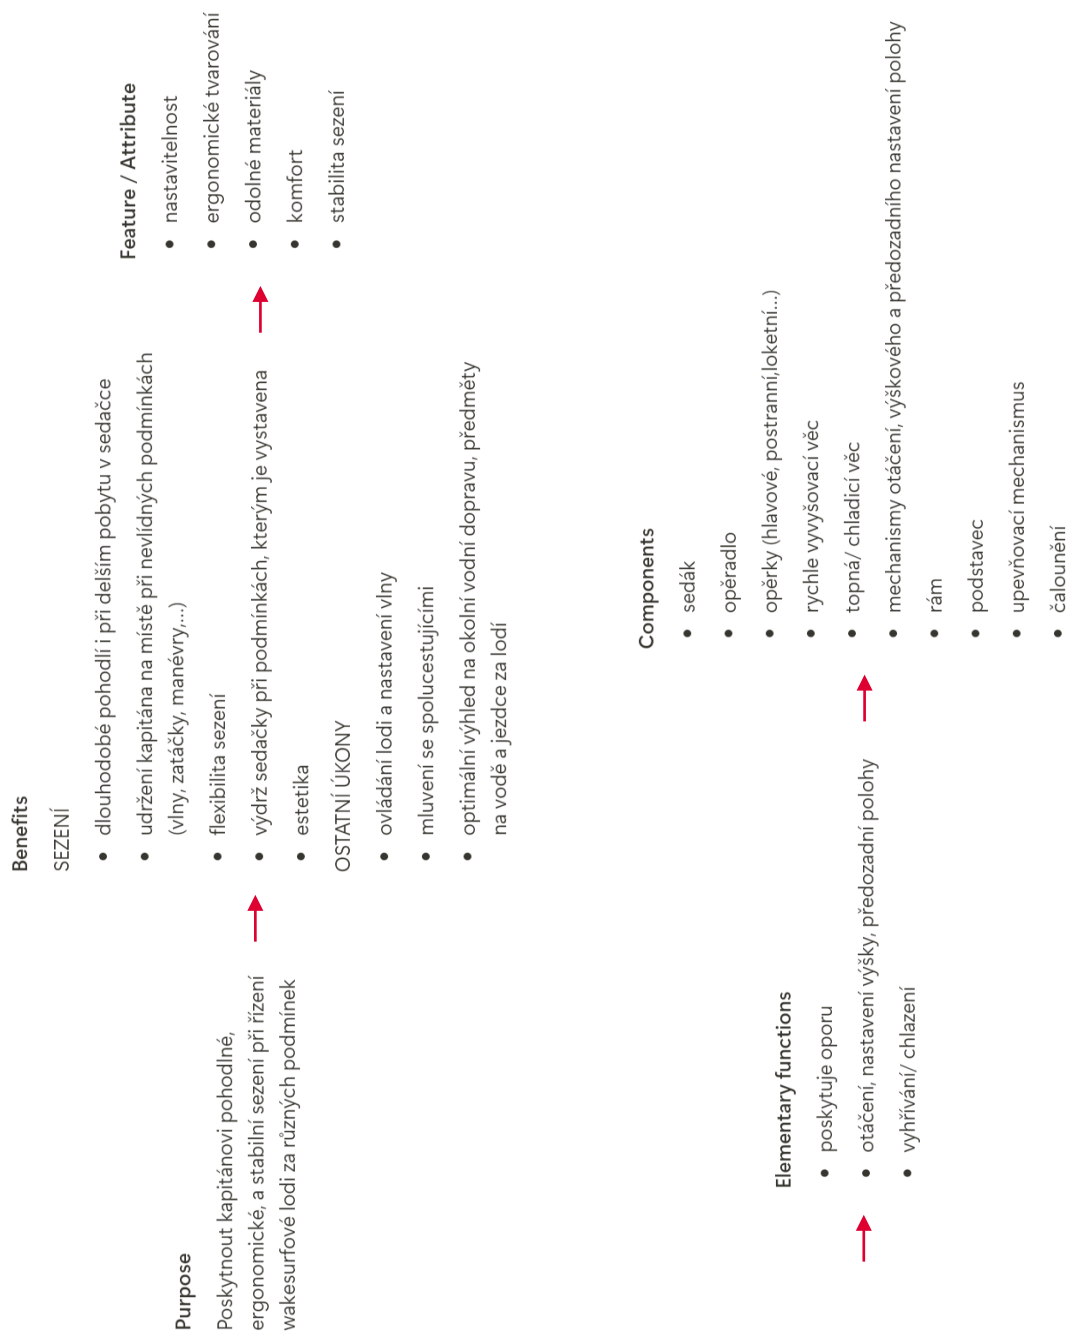 Purpose
Poskytnout kapitánovi pohodlné,
ergonomické, a stabilní sezení při řízení
wakesurfové lodi za různých podmínek
Benefits
SEZENÍ
• dlouhodobé pohodlí i při delším pobytu v sedačce
• udržení kapitána na místě při nevlídných podmínkách
(vlny, zatáčky, manévry,...)
• flexibilita sezení
• výdrž sedačky při podmínkách, kterým je vystavena
• estetika
OSTATNÍ ÚKONY
• ovládání lodi a nastavení vlny
• mluvení se spolucestujícími
• optimální výhled na okolní vodní dopravu, předměty
na vodě a jezdce za lodí
Feature / Attribute
• nastavitelnost
• ergonomické tvarování
• odolné materiály
• komfort
• stabilita sezení
Elementary functions
• poskytuje oporu
• otáčení, nastavení výšky, předozadní polohy
• vyhřívání/ chlazení
Components
• sedák
• opěradlo
• opěrky (hlavové, postranní,loketní...)
• rychle vyvyšovací věc
• topná/ chladicí věc
• mechanismy otáčení, výškového a předozadního nastavení polohy
• rám
• podstavec
• upevňovací mechanismus
• čalounění